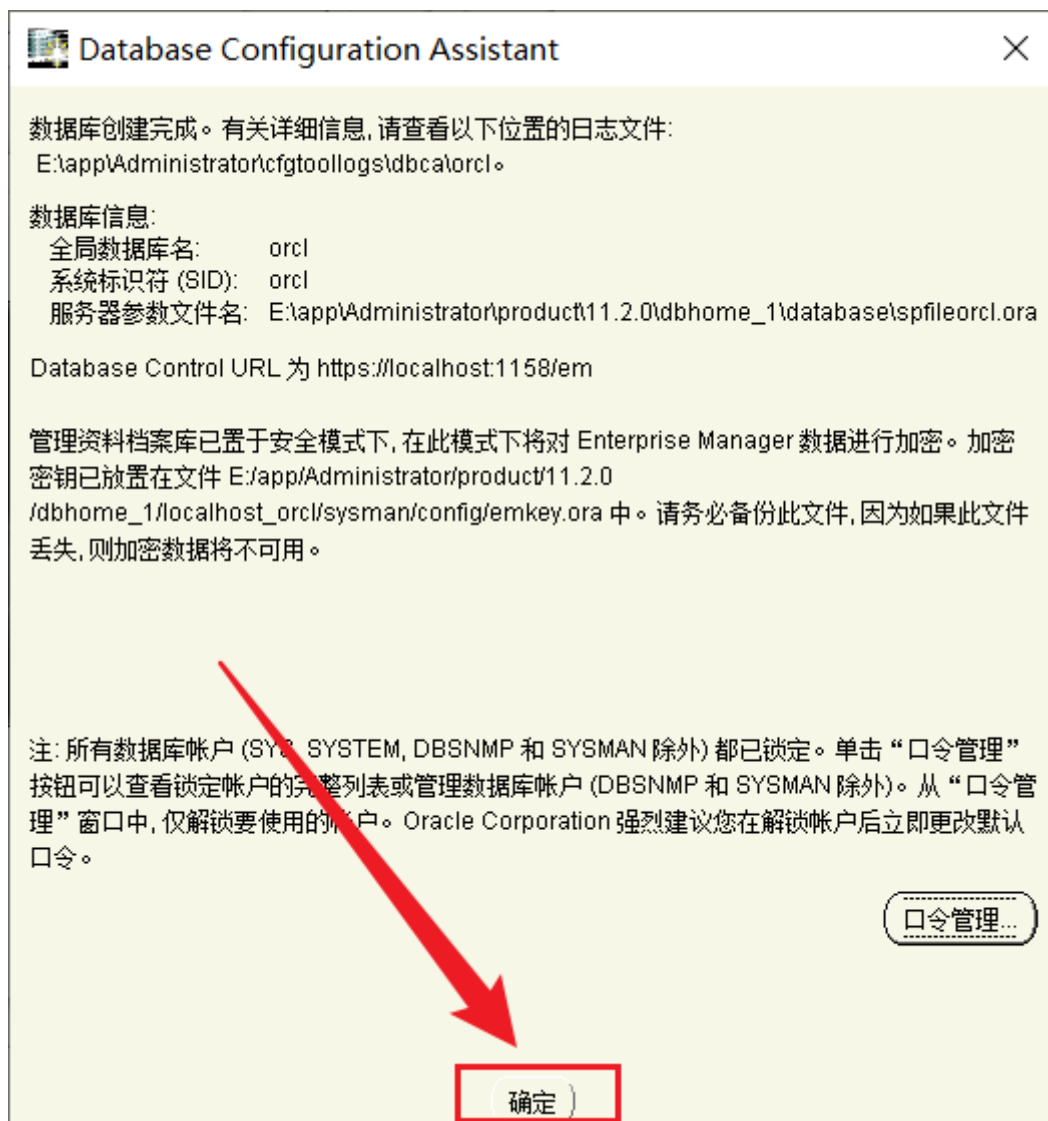 Database Configuration Assistant
数据库创建完成。有关详细信息,请查看以下位置的日志文件:
E:\app\Administrator\cfgtoollogs\dbca\orcl。
数据库信息:
全局数据库名: orcl
系统标识符 (SID): orcl
服务器参数文件名: E:\app\Administrator\product\11.2.0\dbhome_1\database\spfileorcl.ora
Database Control URL 为 https://localhost:1158/em
管理资料档案库已置于安全模式下, 在此模式下将对 Enterprise Manager 数据进行加密。加密
密钥已放置在文件 E:/app/Administrator/product/11.2.0
/dbhome_1/localhost_orcl/sysman/config/emkey.ora 中。请务必备份此文件, 因为如果此文件
丢失, 则加密数据将不可用。
注: 所有数据库帐户 (SYS, SYSTEM, DBSNMP 和 SYSMAN 除外) 都已锁定。单击“口令管理”
按钮可以查看锁定帐户的完整列表或管理数据库帐户 (DBSNMP 和 SYSMAN 除外)。从“口令管
理”窗口中, 仅解锁要使用的帐户。Oracle Corporation 强烈建议您在解锁帐户后立即更改默认
口令。
口令管理...
确定